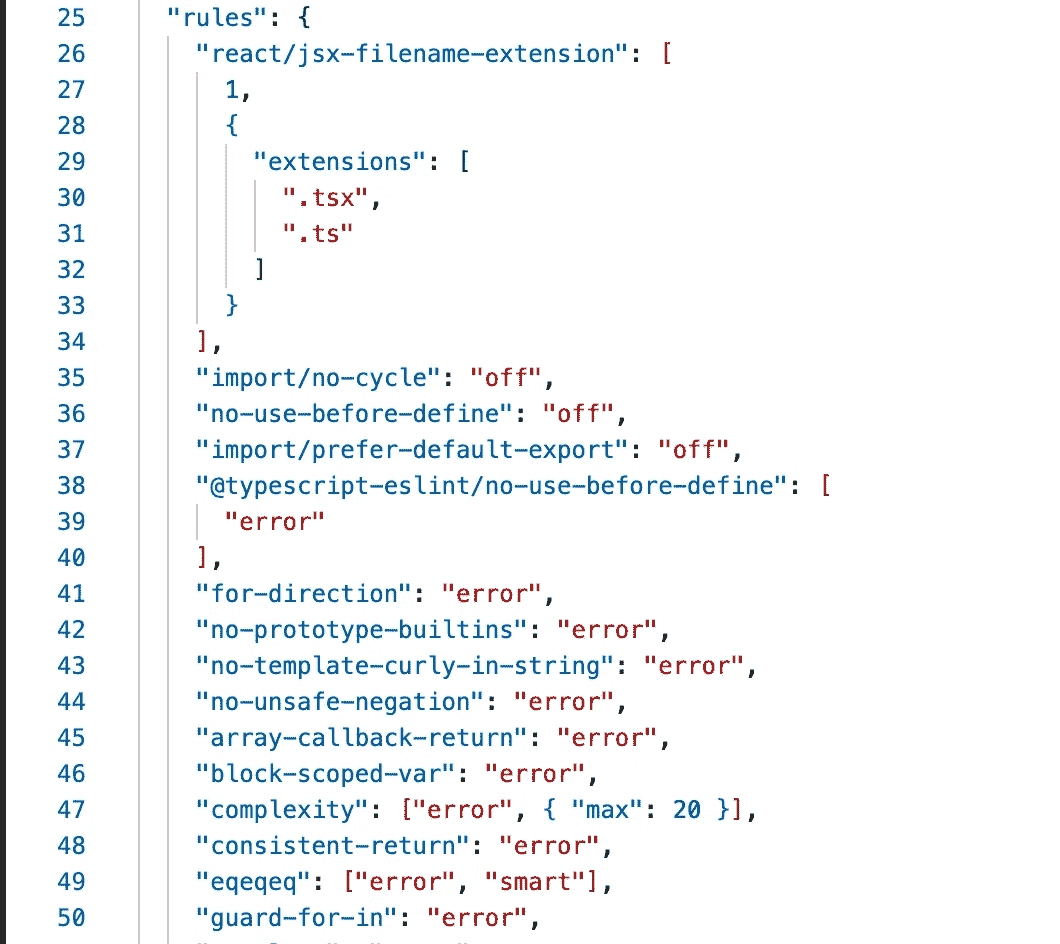 25 "rules": {
26 "react/jsx-filename-extension": [
27 1,
28 {
29 "extensions": [
30 ".tsx",
31 ".ts"
32 ]
33 }
34 ],
35 "import/no-cycle": "off",
36 "no-use-before-define": "off",
37 "import/prefer-default-export": "off",
38 "@typescript-eslint/no-use-before-define": [
39 "error"
40 ],
41 "for-direction": "error",
42 "no-prototype-builtins": "error",
43 "no-template-curly-in-string": "error",
44 "no-unsafe-negation": "error",
45 "array-callback-return": "error",
46 "block-scoped-var": "error",
47 "complexity": ["error", { "max": 20 }],
48 "consistent-return": "error",
49 "eqeqeq": ["error", "smart"],
50 "guard-for-in": "error",